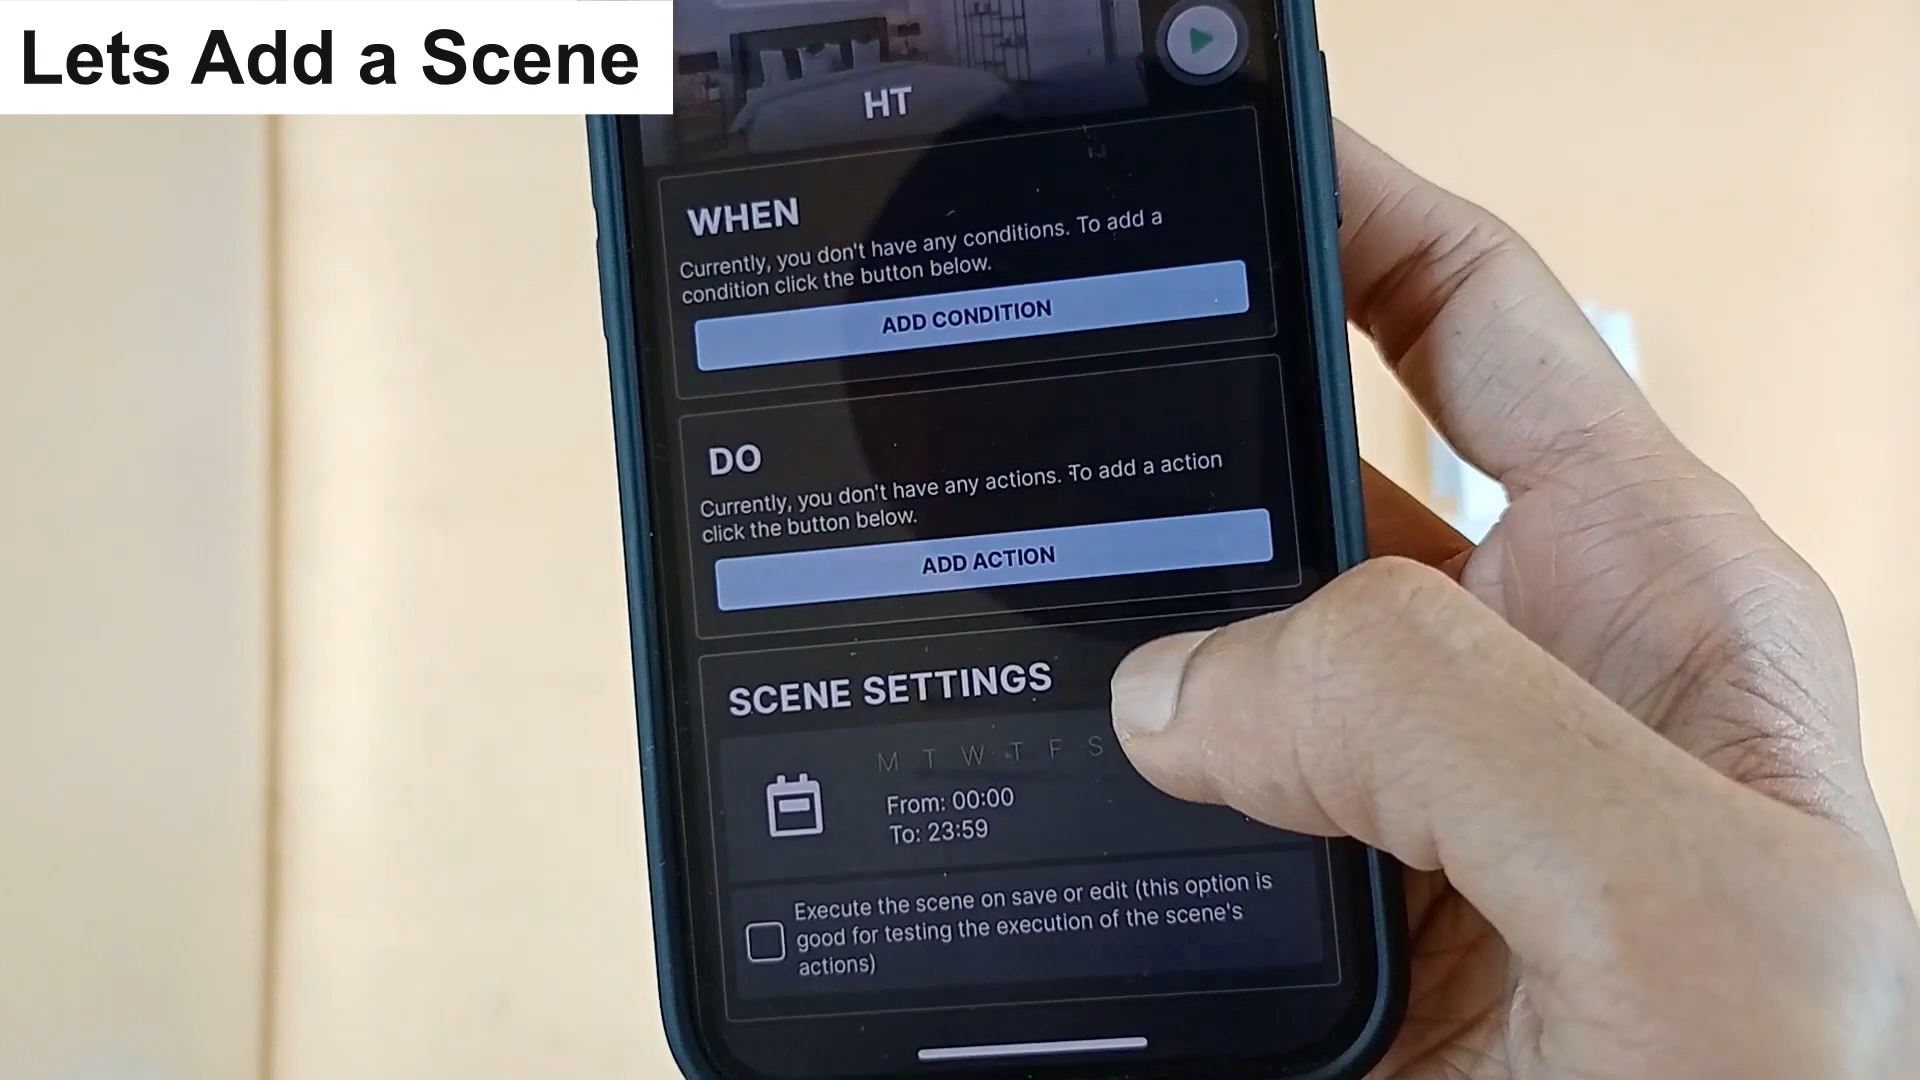 Lets Add a Scene
HT
WHEN
Currently, you don't have any conditions. To add a
condition click the button below.
ADD CONDITION
DO
Currently, you don't have any actions. To add a action
click the button below.
ADD ACTION
SCENE SETTINGS
M T W T F S
From: 00:00
To: 23:59
Execute the scene on save or edit (this option is
good for testing the execution of the scene's
actions)